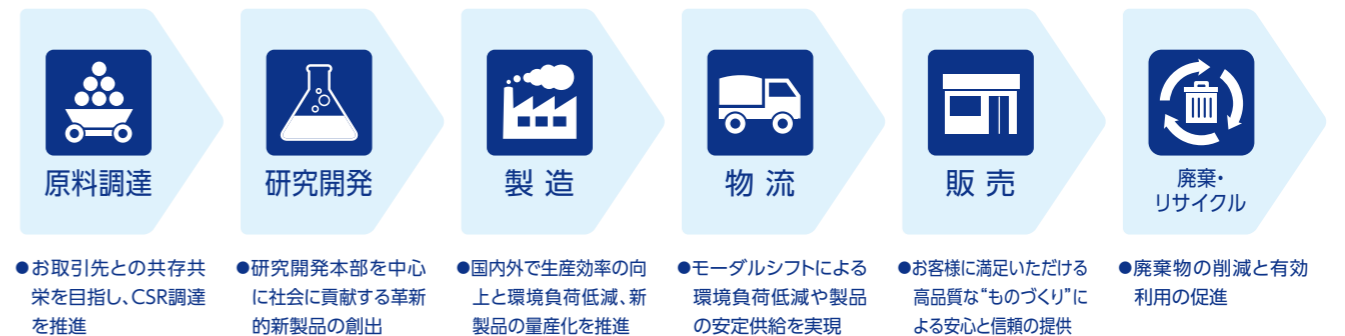 原料調達
研究開発
製 造
物 流
販 売
廃棄・
リサイクル
●お取引先との共存共
栄を目指し、CSR調達
を推進
●研究開発本部を中心
に社会に貢献する革新
的新製品の創出
●国内外で生産効率の向
上と環境負荷低減、新
製品の量産化を推進
●モーダルシフトによる
環境負荷低減や製品
の安定供給を実現
●お客様に満足いただける
高品質な“ものづくり”に
よる安心と信頼の提供
●廃棄物の削減と有効
利用の促進